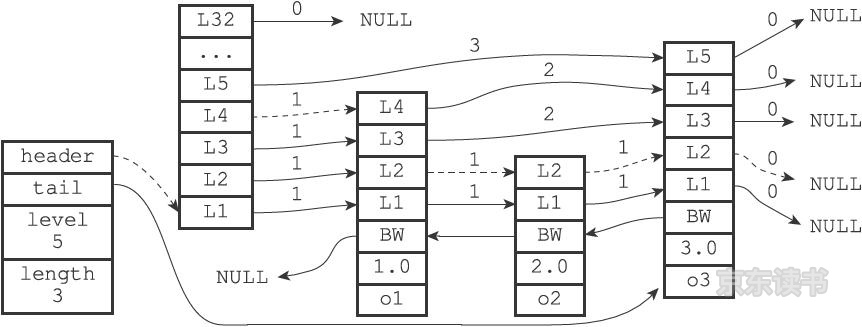 header
tail
level
5
length
3
L32
...
L5
L4
L3
L2
L1
0
NULL
3
1
1
1
1
L4
L3
L2
L1
BW
1.0
o1
NULL
2
2
1
1
L2
L1
BW
2.0
o2
1
1
L5
L4
L3
L2
L1
BW
3.0
o3
0
NULL
0
NULL
0
NULL
0
NULL
0
NULL
京东读书